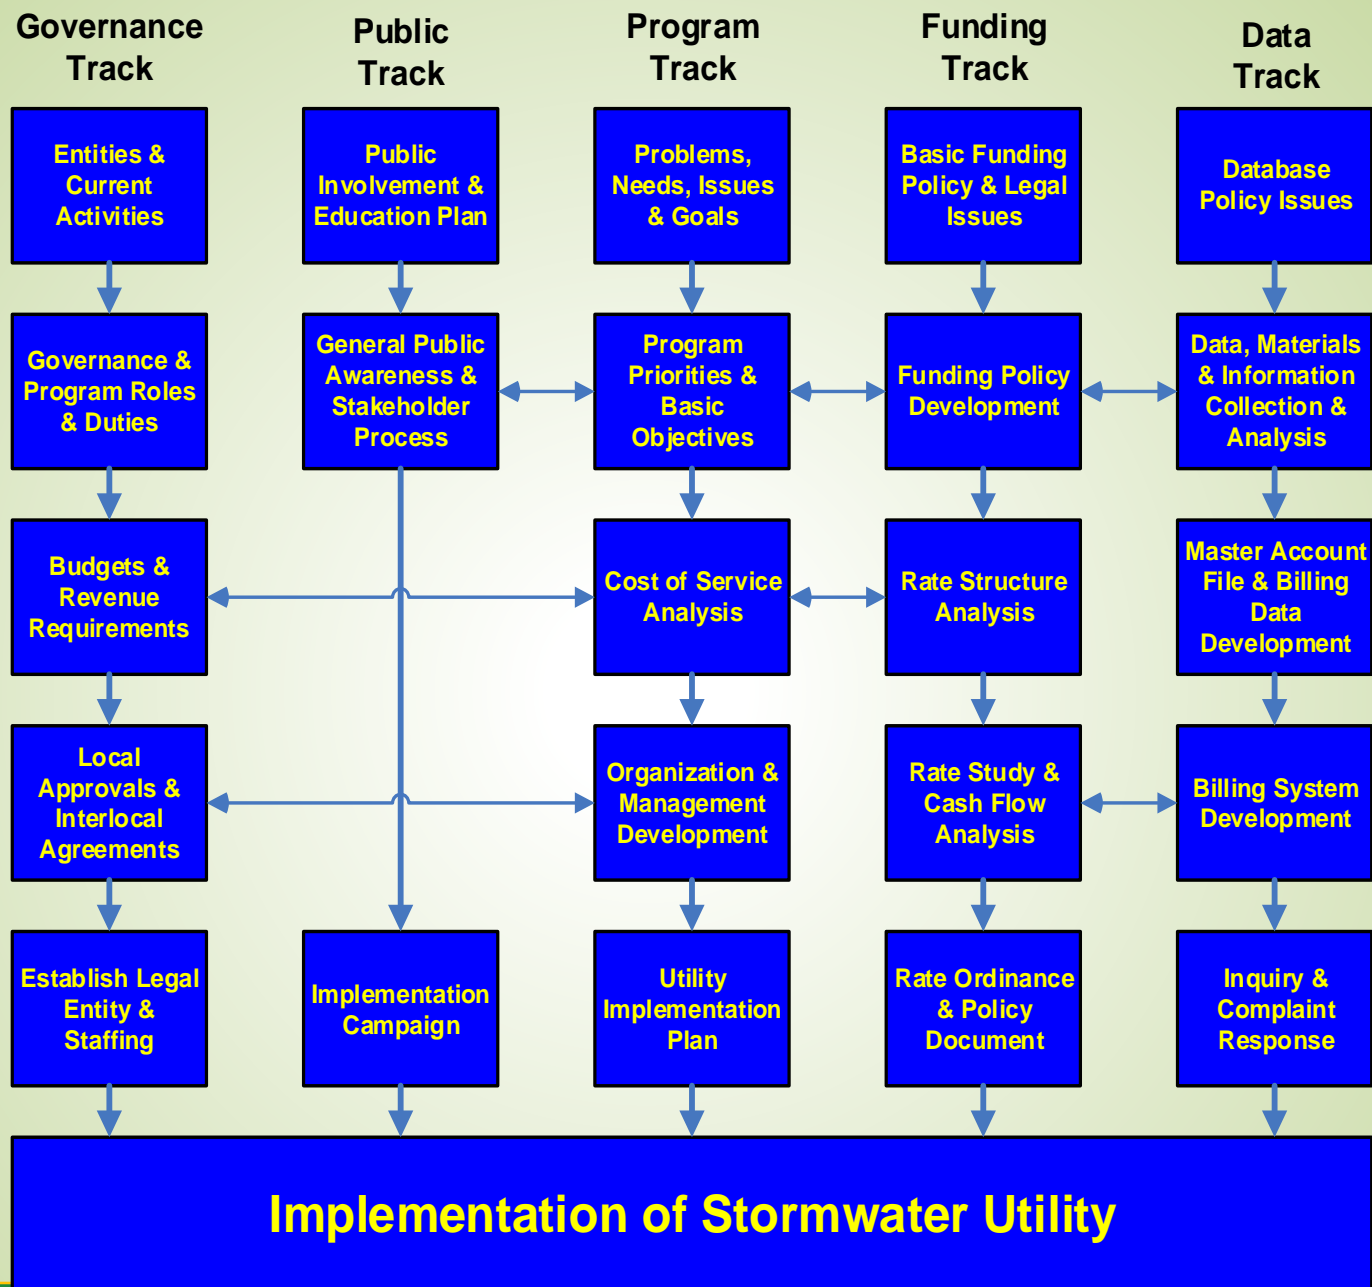 Governance
Track
Public
Track
Program
Track
Funding
Track
Data
Track
Entities &
Current
Activities
Public
Involvement &
Education Plan
Problems,
Needs, Issues
& Goals
Basic Funding
Policy & Legal
Issues
Database
Policy Issues
Governance &
Program Roles
& Duties
General Public
Awareness &
Stakeholder
Process
Program
Priorities &
Basic
Objectives
Funding Policy
Development
Data, Materials
& Information
Collection &
Analysis
Budgets &
Revenue
Requirements
Cost of Service
Analysis
Rate Structure
Analysis
Master Account
File & Billing
Data
Development
Local
Approvals &
Interlocal
Agreements
Organization &
Management
Development
Rate Study &
Cash Flow
Analysis
Billing System
Development
Establish Legal
Entity &
Staffing
Implementation
Campaign
Utility
Implementation
Plan
Rate Ordinance
& Policy
Document
Inquiry &
Complaint
Response
Implementation of Stormwater Utility